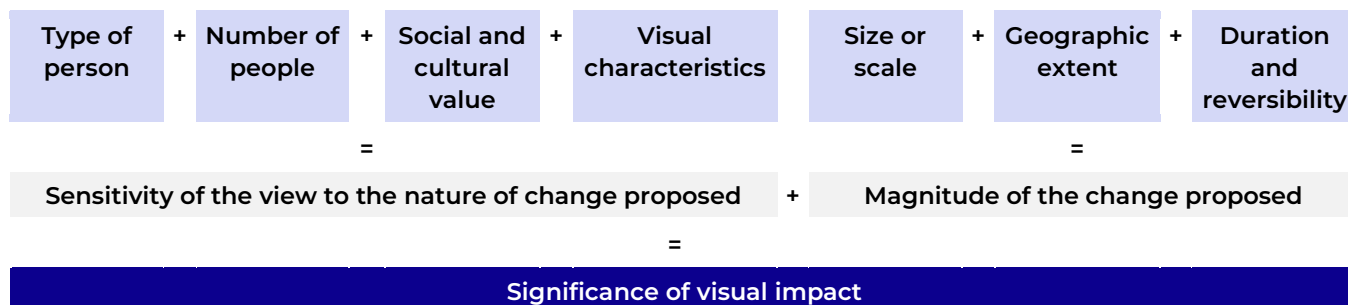 Type of person + Number of people + Social and cultural value + Visual characteristics Size or scale + Geographic extent + Duration and reversibility
= =
Sensitivity of the view to the nature of change proposed + Magnitude of the change proposed
=
Significance of visual impact